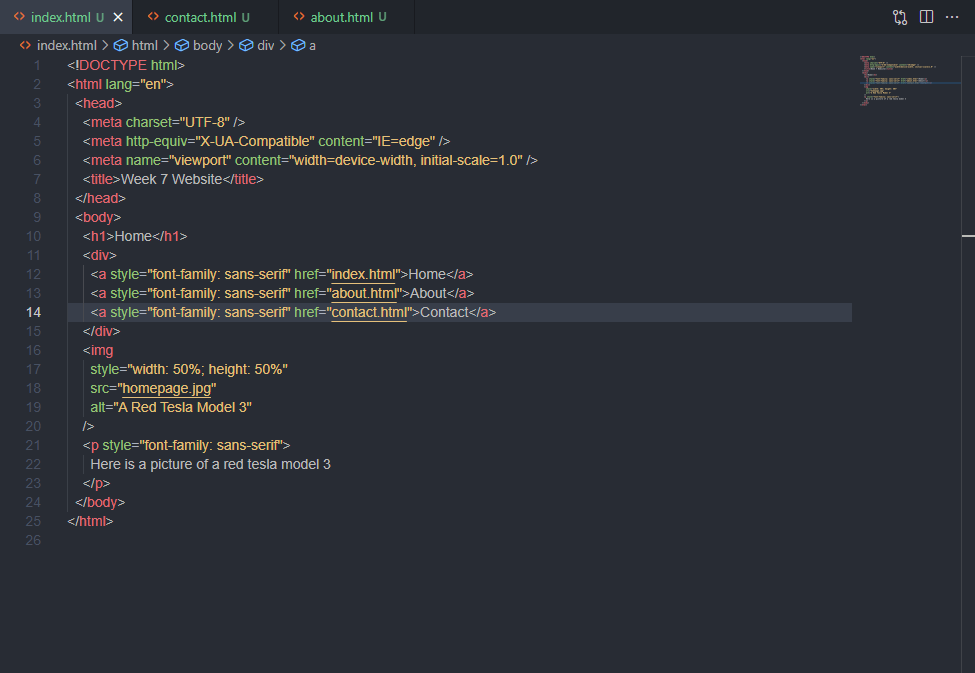 index.html U
contact.html U
about.html U
index.html > html > body > div > a
1 <!DOCTYPE html>
2 <html lang="en">
3 <head>
4 <meta charset="UTF-8" />
5 <meta http-equiv="X-UA-Compatible" content="IE=edge" />
6 <meta name="viewport" content="width=device-width, initial-scale=1.0" />
7 <title>Week 7 Website</title>
8 </head>
9 <body>
10 <h1>Home</h1>
11 <div>
12 <a style="font-family: sans-serif" href="index.html">Home</a>
13 <a style="font-family: sans-serif" href="about.html">About</a>
14 <a style="font-family: sans-serif" href="contact.html">Contact</a>
15 </div>
16 <img
17 style="width: 50%; height: 50%"
18 src="homepage.jpg"
19 alt="A Red Tesla Model 3"
20 />
21 <p style="font-family: sans-serif">
22 Here is a picture of a red tesla model 3
23 </p>
24 </body>
25 </html>
26